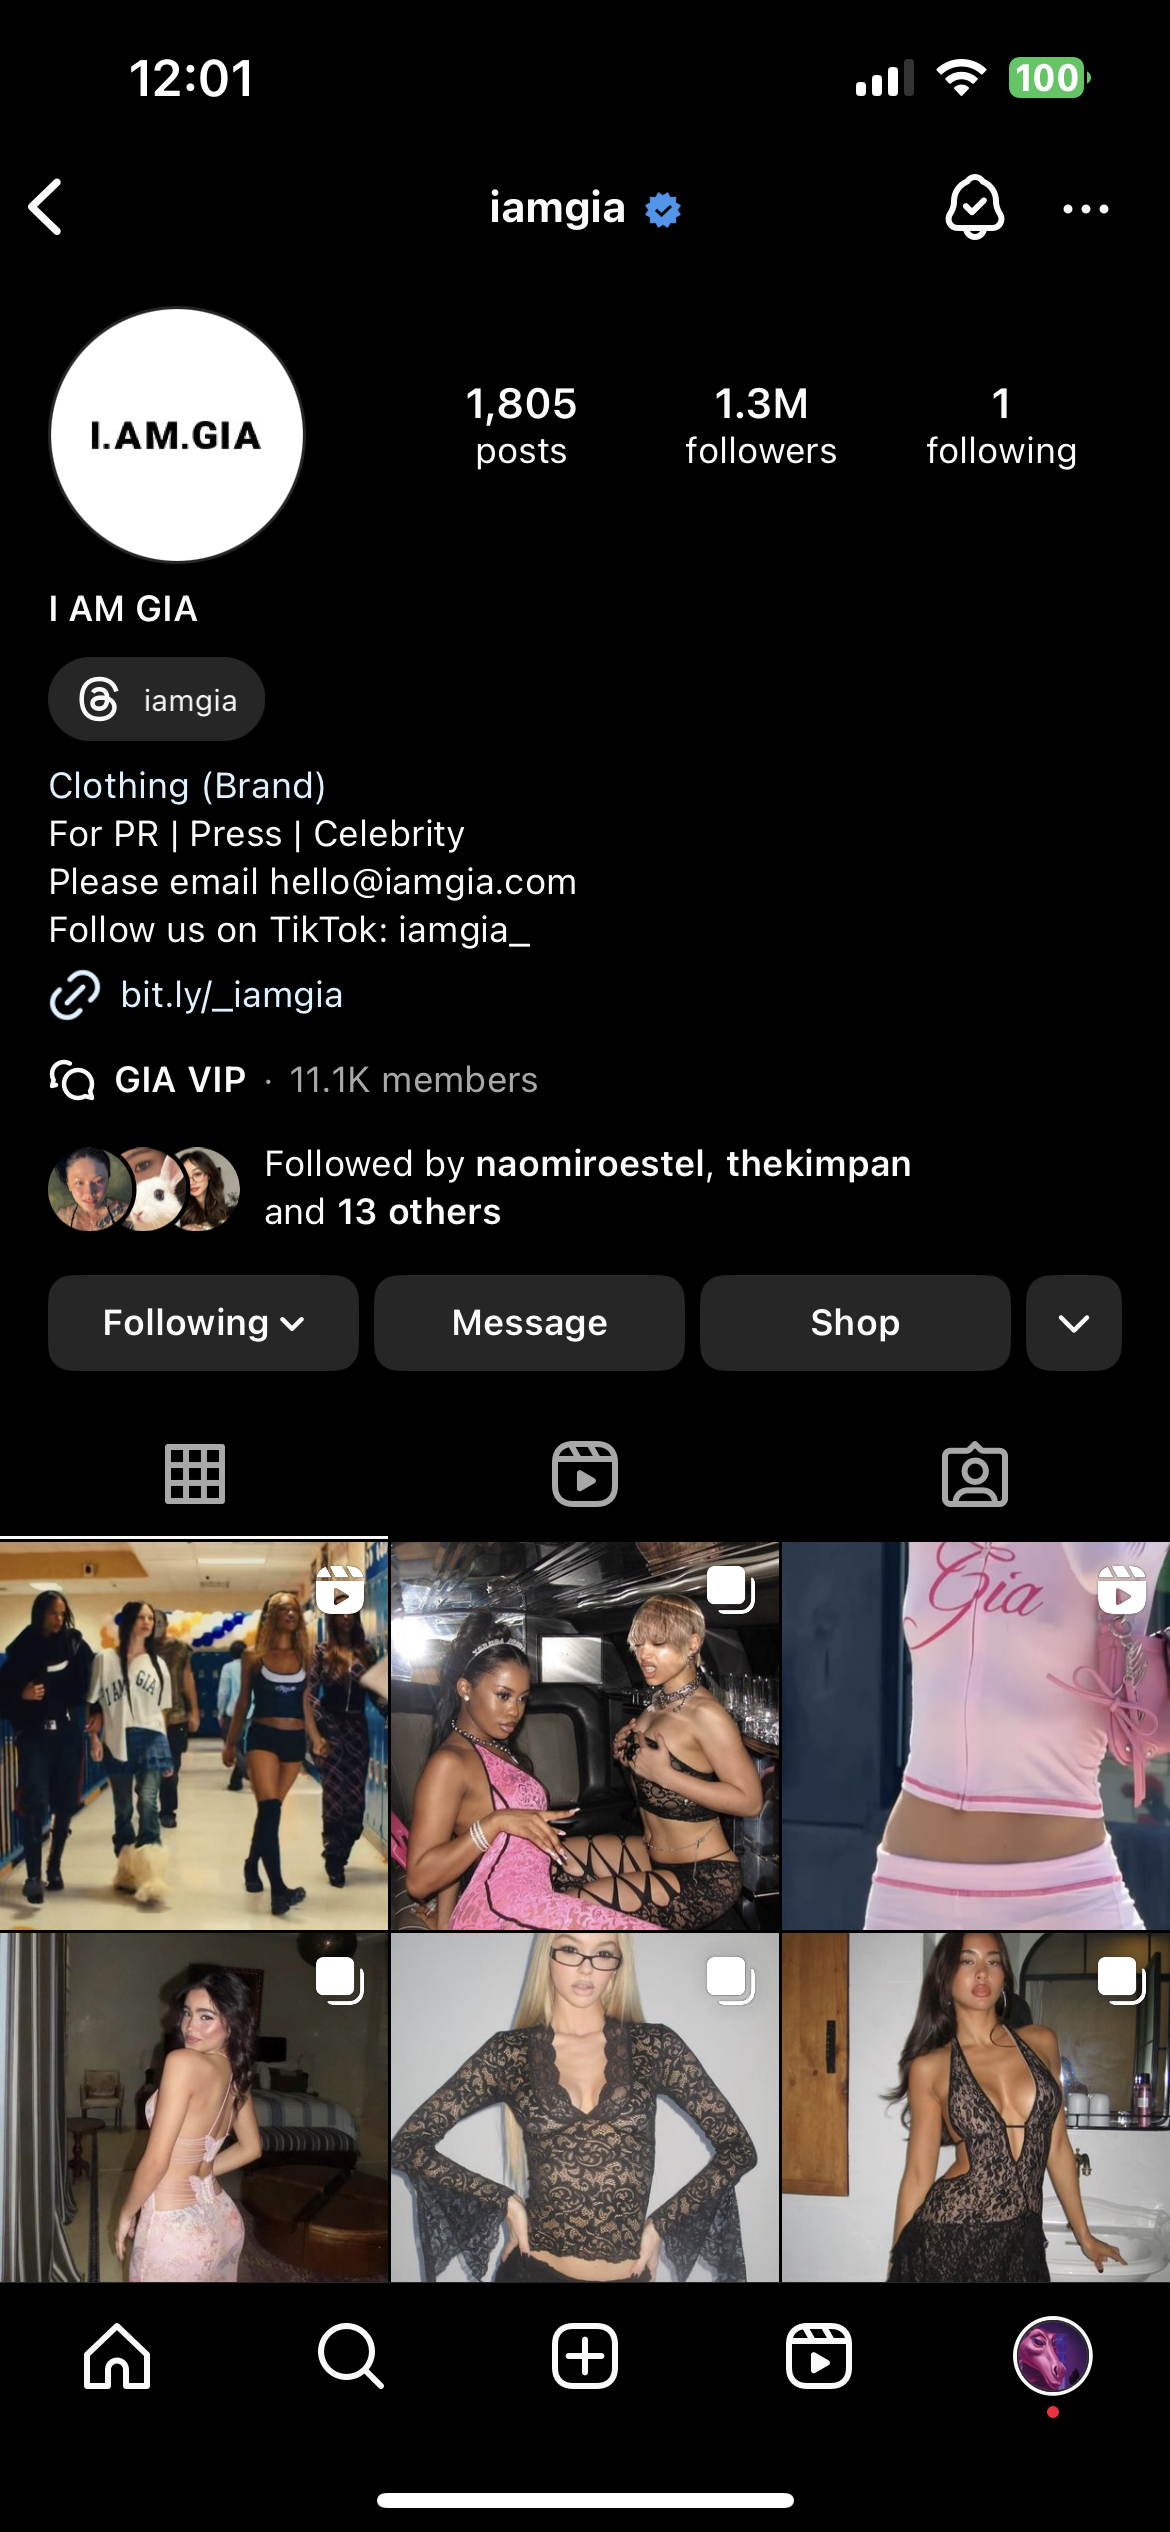 12:01
100
iamgia
I.AM.GIA
1,805 posts
1.3M followers
1 following
I AM GIA
iamgia
Clothing (Brand)
For PR | Press | Celebrity
Please email hello@iamgia.com
Follow us on TikTok: iamgia_
bit.ly/_iamgia
GIA VIP · 11.1K members
Followed by naomiroestel, thekimpan
and 13 others
Following
Message
Shop
I AM GIA
Gia